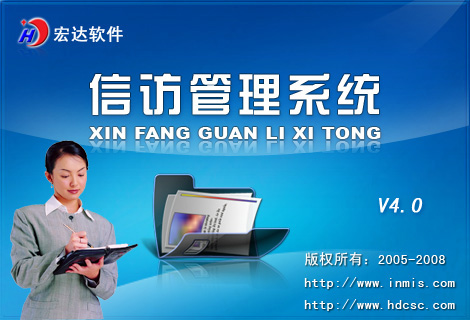 HD 宏达软件
信访管理系统
XIN FANG GUAN LI XI TONG
V4.0
版权所有：2005-2008
http://www.inmis.com
http://www.hdcsc.com